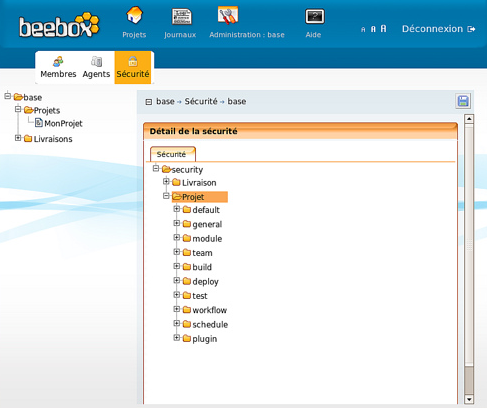 beebox
Projets
Journaux
Administration : base
Aide
A A A
Déconnexion
Membres
Agents
Sécurité
base
Projets
MonProjet
Livraisons
base → Sécurité → base
Détail de la sécurité
Sécurité
security
Livraison
Projet
default
general
module
team
build
deploy
test
workflow
schedule
plugin